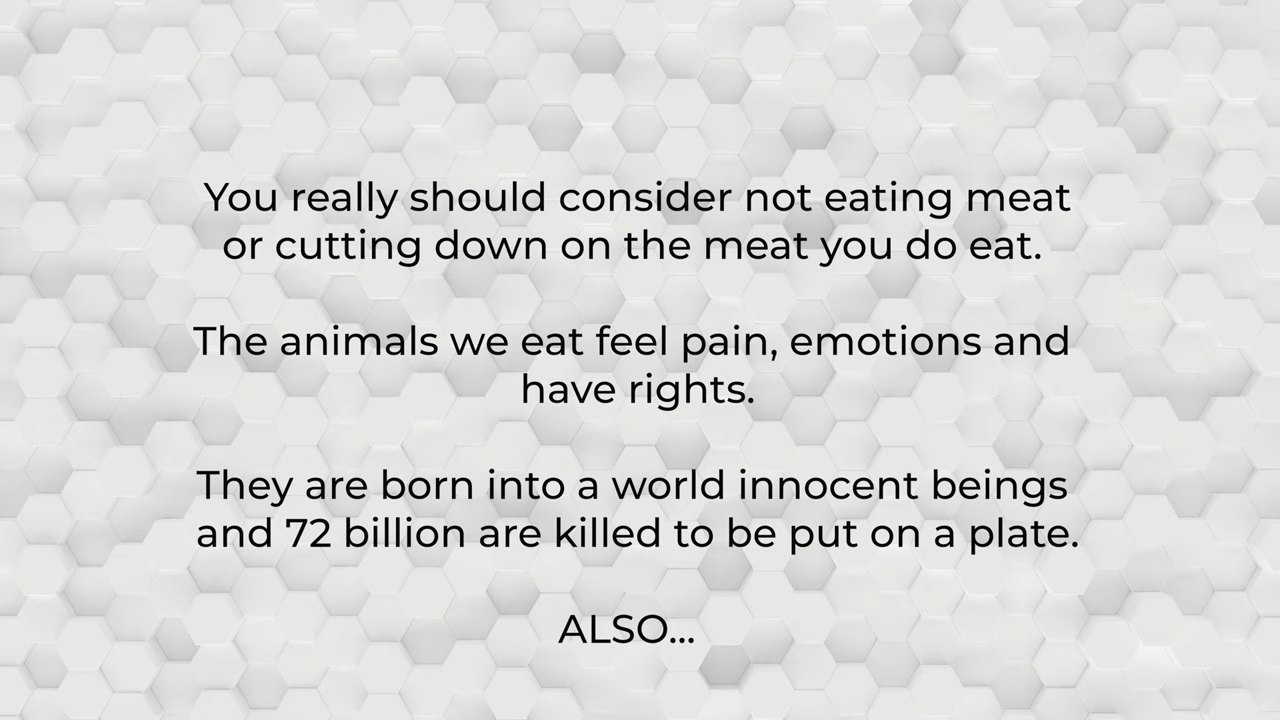 You really should consider not eating meat
or cutting down on the meat you do eat.
The animals we eat feel pain, emotions and
have rights.
They are born into a world innocent beings
and 72 billion are killed to be put on a plate.
ALSO...